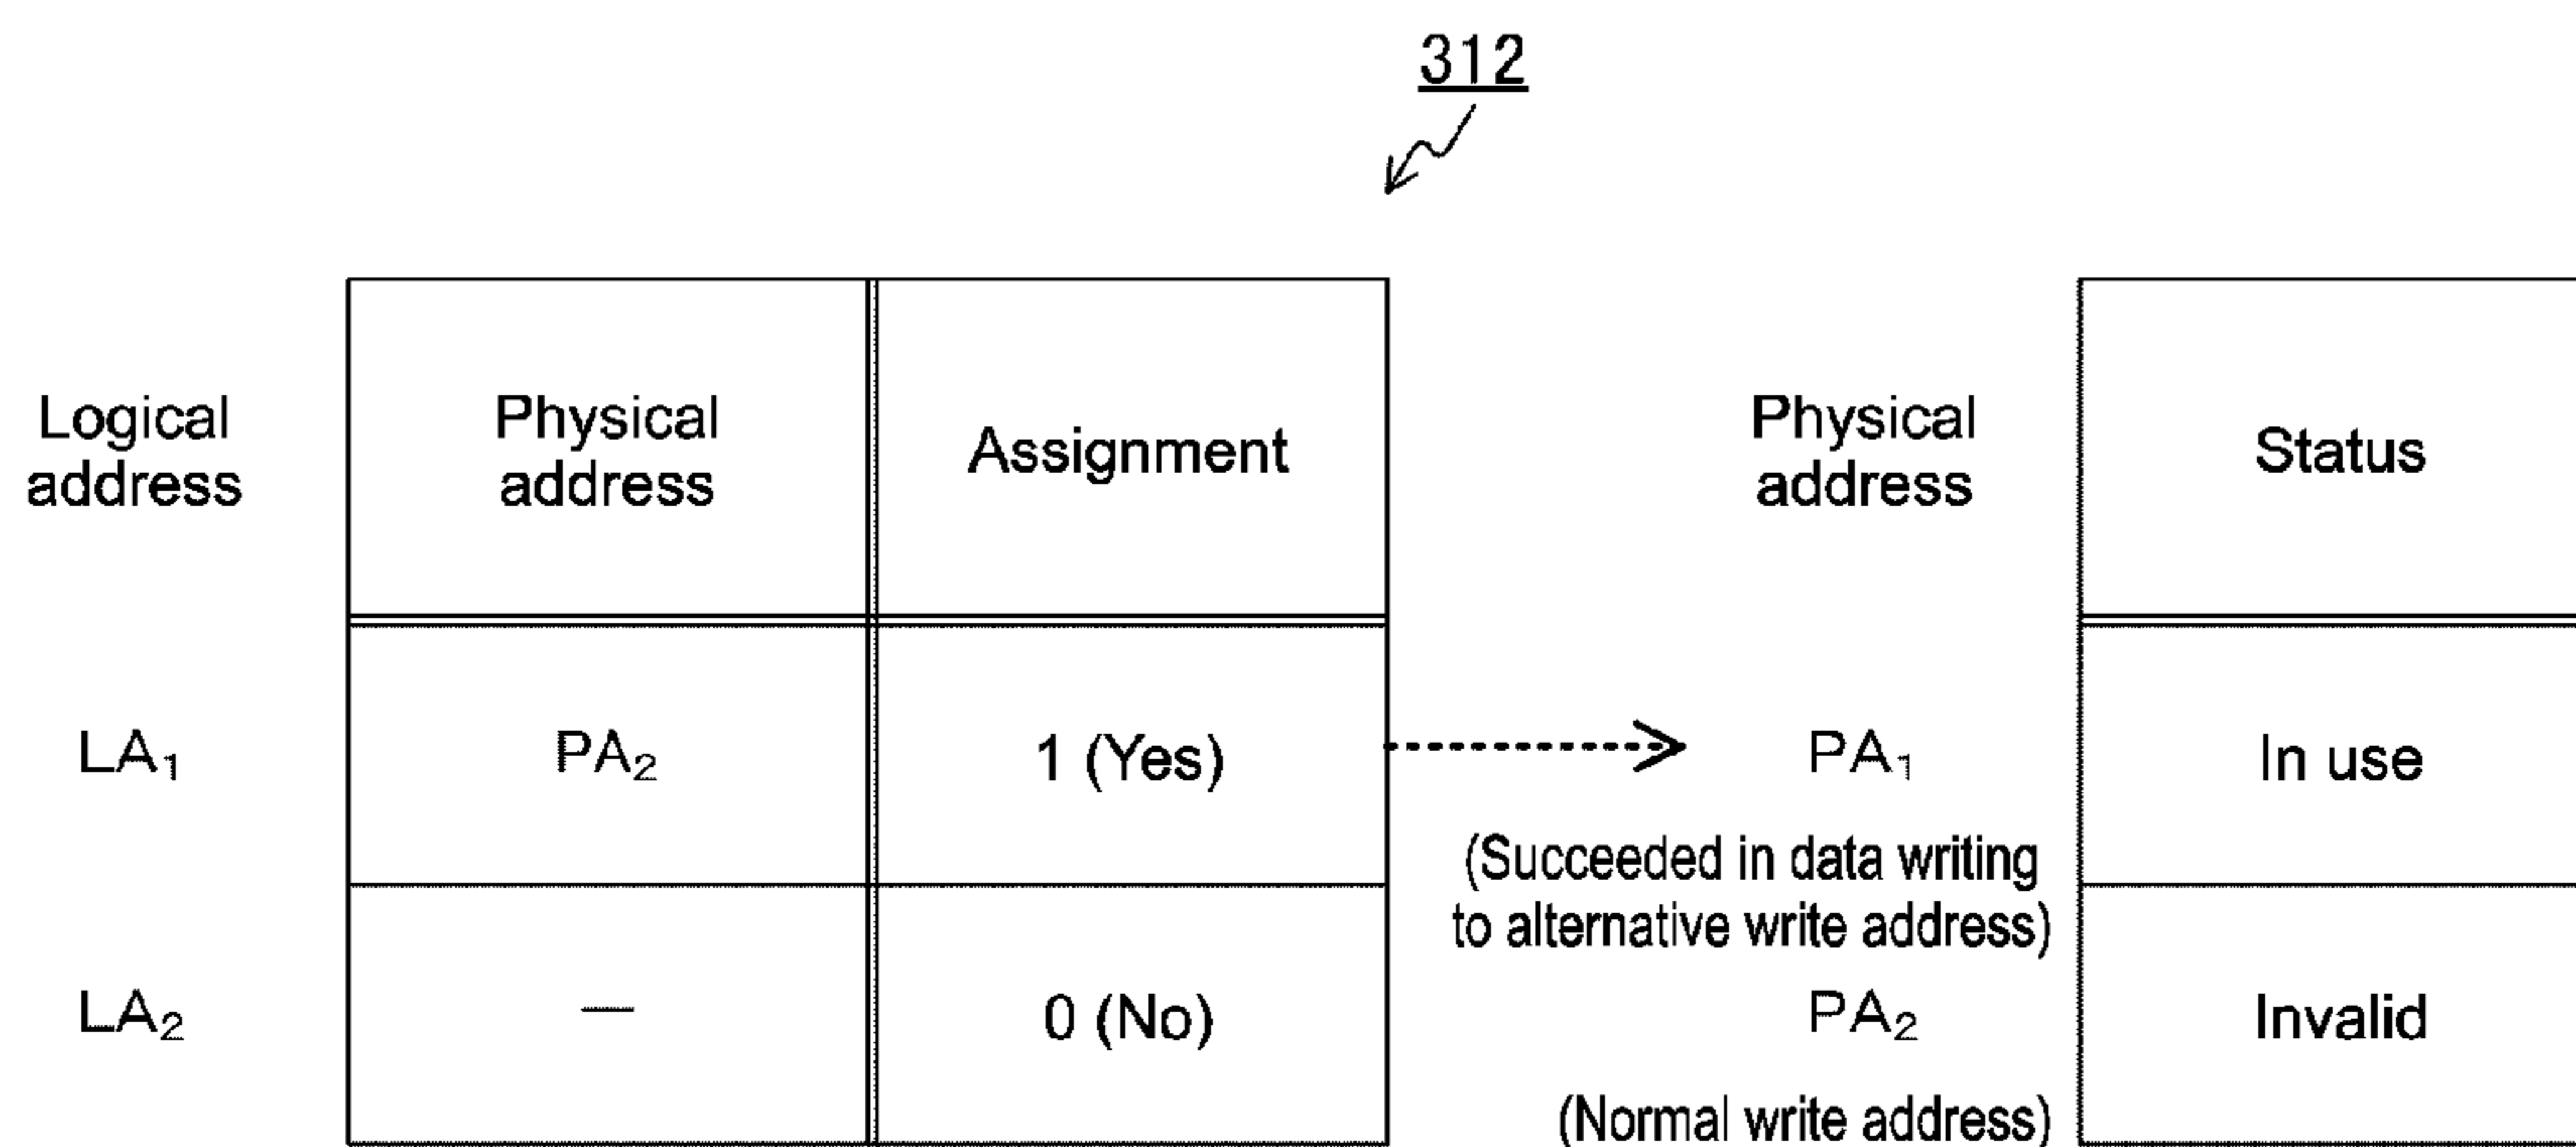 312
Logical
address
Physical
address
Assignment
Physical
address
Status
LA₁
PA₂
1 (Yes)
PA₁
In use
(Succeeded in data writing
to alternative write address)
LA₂
—
0 (No)
PA₂
Invalid
(Normal write address)